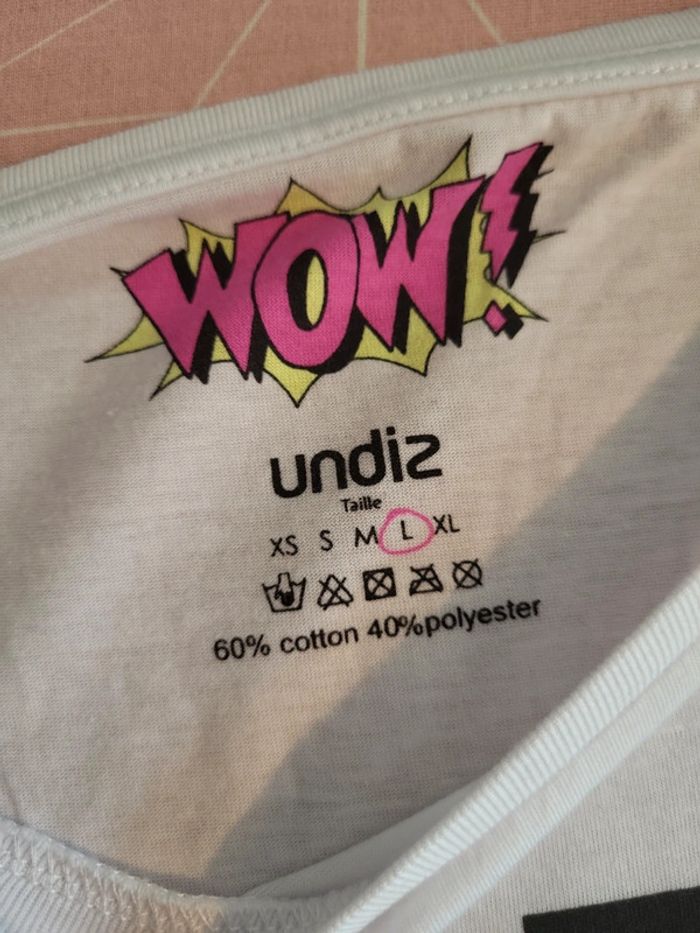 WOW!
undiz
Taille
XS S M L XL
60% cotton 40%polyester